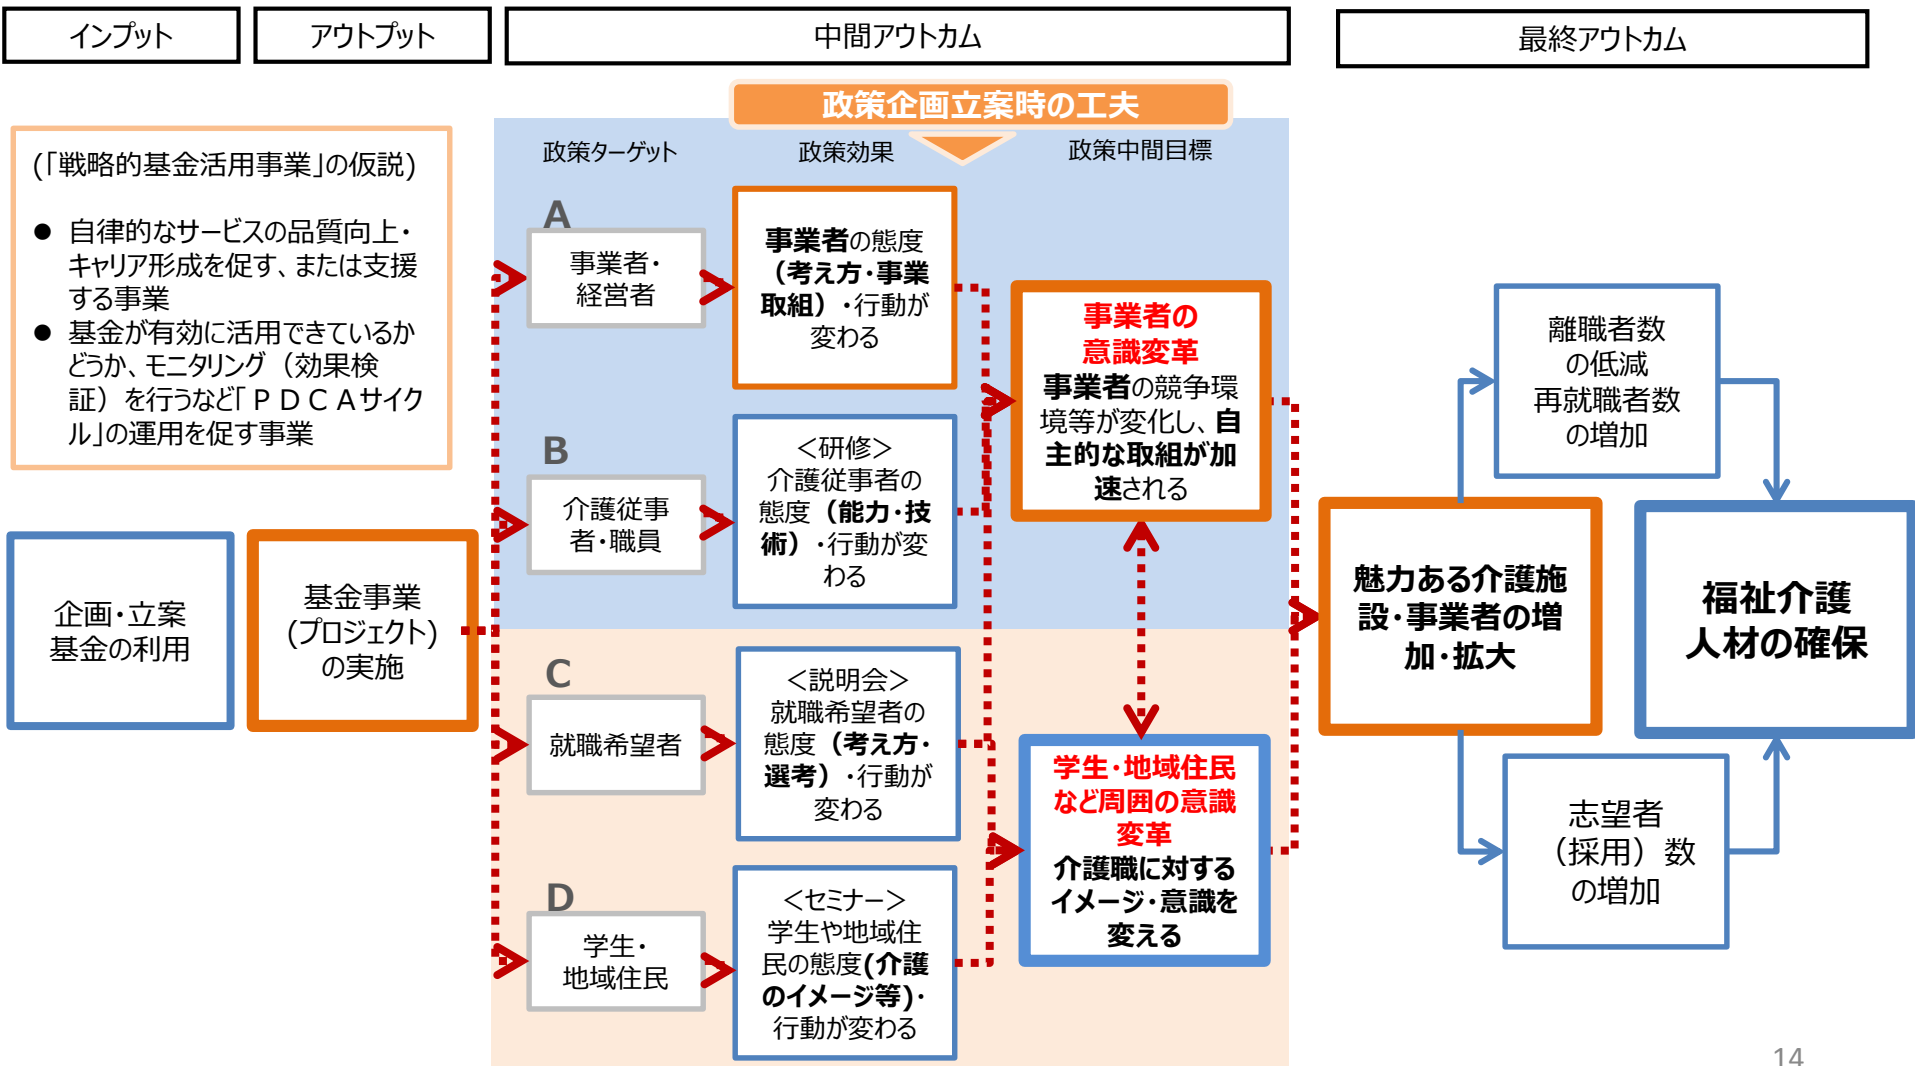 インプット
アウトプット
中間アウトカム
最終アウトカム
政策企画立案時の工夫
政策ターゲット
政策効果
政策中間目標
(「戦略的基金活用事業」の仮説)
● 自律的なサービスの品質向上・
キャリア形成を促す、または支援
する事業
● 基金が有効に活用できているか
どうか、モニタリング（効果検
証）を行うなど「ＰＤＣＡサイク
ル」の運用を促す事業
企画・立案
基金の利用
基金事業
(プロジェクト)
の実施
A
事業者・
経営者
事業者の態度
（考え方・事業
取組）・行動が
変わる
B
介護従事
者・職員
＜研修＞
介護従事者の
態度（能力・技
術）・行動が変
わる
C
就職希望者
＜説明会＞
就職希望者の
態度（考え方・
選考）・行動が
変わる
D
学生・
地域住民
＜セミナー＞
学生や地域住
民の態度(介護
のイメージ等)・
行動が変わる
事業者の
意識変革
事業者の競争環
境等が変化し、自
主的な取組が加
速される
学生・地域住民
など周囲の意識
変革
介護職に対する
イメージ・意識を
変える
魅力ある介護施
設・事業者の増
加・拡大
離職者数
の低減
再就職者数
の増加
志望者
（採用）数
の増加
福祉介護
人材の確保
14